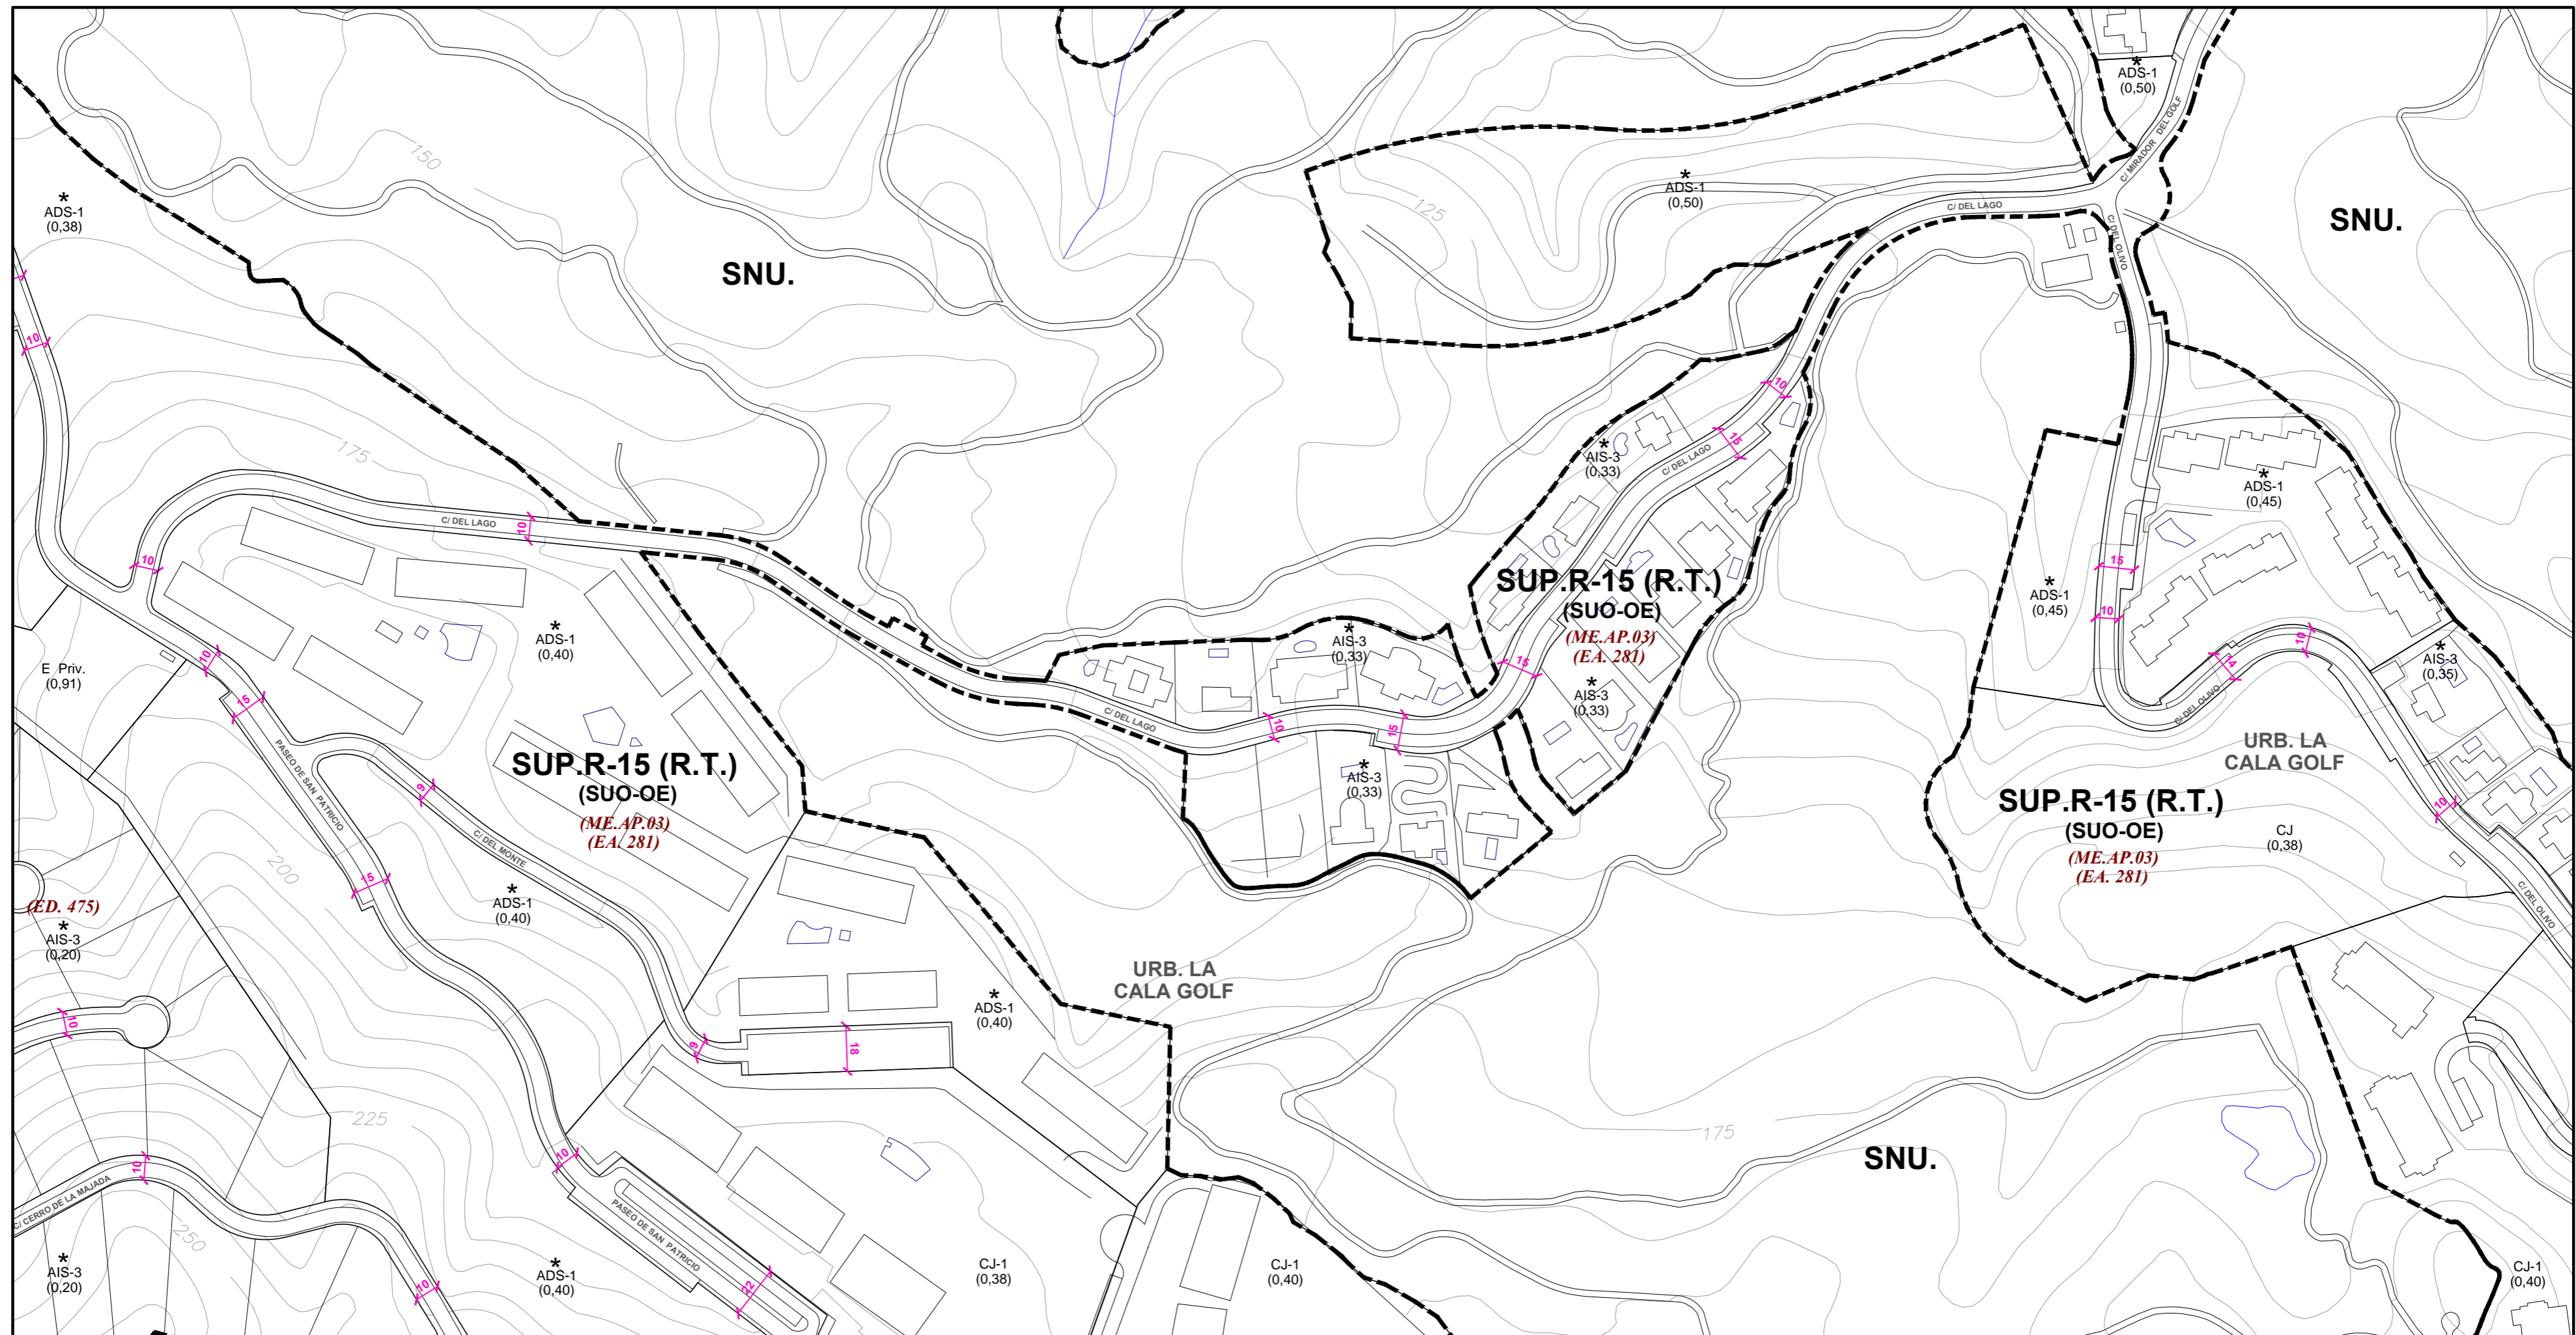 *
ADS-1
(0,50)
C/ MIRADOR DEL GOLF
150
*
ADS-1
(0,38)
*
ADS-1
(0,50)
125
C/ DEL LAGO
C/ DEL OLIVO
SNU.
SNU.
10
10
175
C/ DEL LAGO
10
10
*
AIS-3
(0,33)
C/ DEL LAGO
15
*
ADS-1
(0,45)
15
*
ADS-1
(0,45)
10
10
14
C/ DEL OLIVO
*
AIS-3
(0,35)
*
ADS-1
(0,40)
10
E Priv.
(0,91)
15
PASEO DE SAN PATRICIO
SUP.R-15 (R.T.)
(SUO-OE)
(ME.AP.03)
(EA. 281)
*
AIS-3
(0,33)
SUP.R-15 (R.T.)
(SUO-OE)
(ME.AP.03)
(EA. 281)
15
*
AIS-3
(0,33)
C/ DEL LAGO
10
15
*
AIS-3
(0,33)
URB. LA
CALA GOLF
SUP.R-15 (R.T.)
(SUO-OE)
(ME.AP.03)
(EA. 281)
CJ
(0,38)
10
C/ DEL OLIVO
9
C/ DEL MONTE
200
15
*
ADS-1
(0,40)
(ED. 475)
*
AIS-3
(0,20)
10
*
ADS-1
(0,40)
URB. LA
CALA GOLF
9
18
225
175
SNU.
10
10
C/ CERRO DE LA MAJADA
250
PASEO DE SAN PATRICIO
22
*
AIS-3
(0,20)
10
*
ADS-1
(0,40)
CJ-1
(0,38)
CJ-1
(0,40)
CJ-1
(0,40)